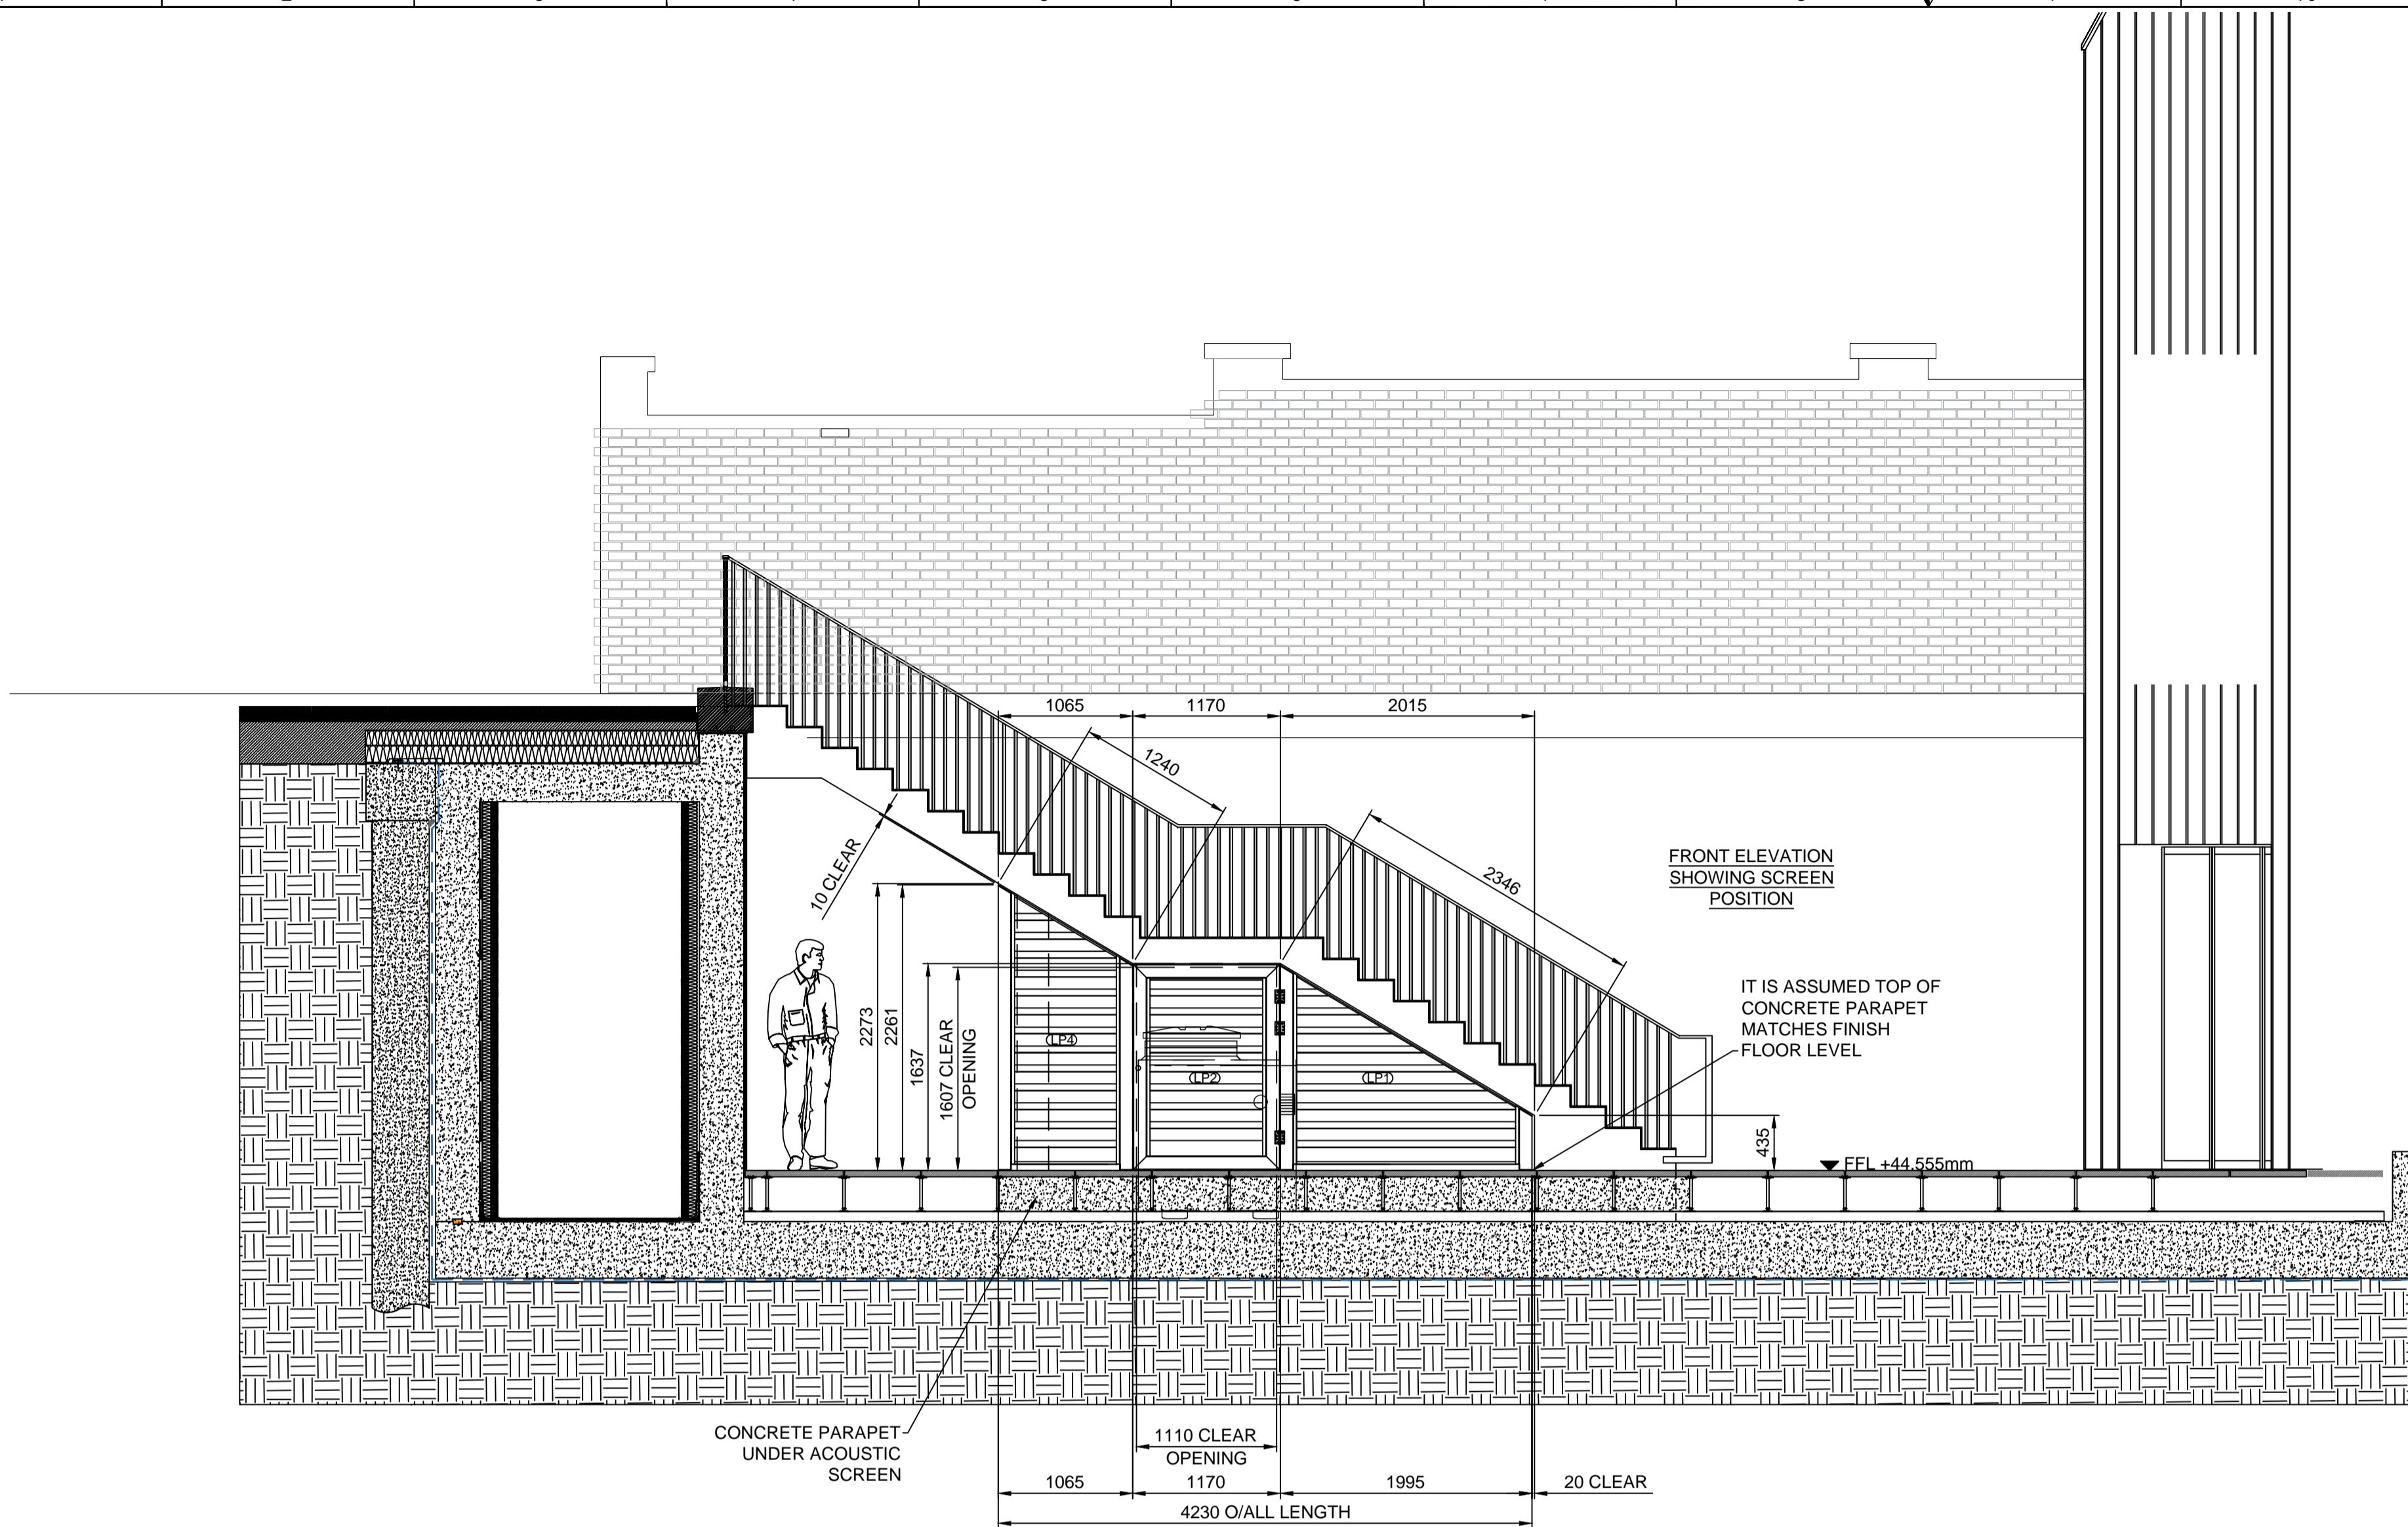 1065
1170
2015
1240
10 CLEAR
2346
FRONT ELEVATION
SHOWING SCREEN
POSITION
2273
2261
1637
1607 CLEAR
OPENING
LP4
LP2
LP1
IT IS ASSUMED TOP OF
CONCRETE PARAPET
MATCHES FINISH
FLOOR LEVEL
435
FFL +44.555mm
CONCRETE PARAPET
UNDER ACOUSTIC
SCREEN
1110 CLEAR
OPENING
1065
1170
1995
20 CLEAR
4230 O/ALL LENGTH